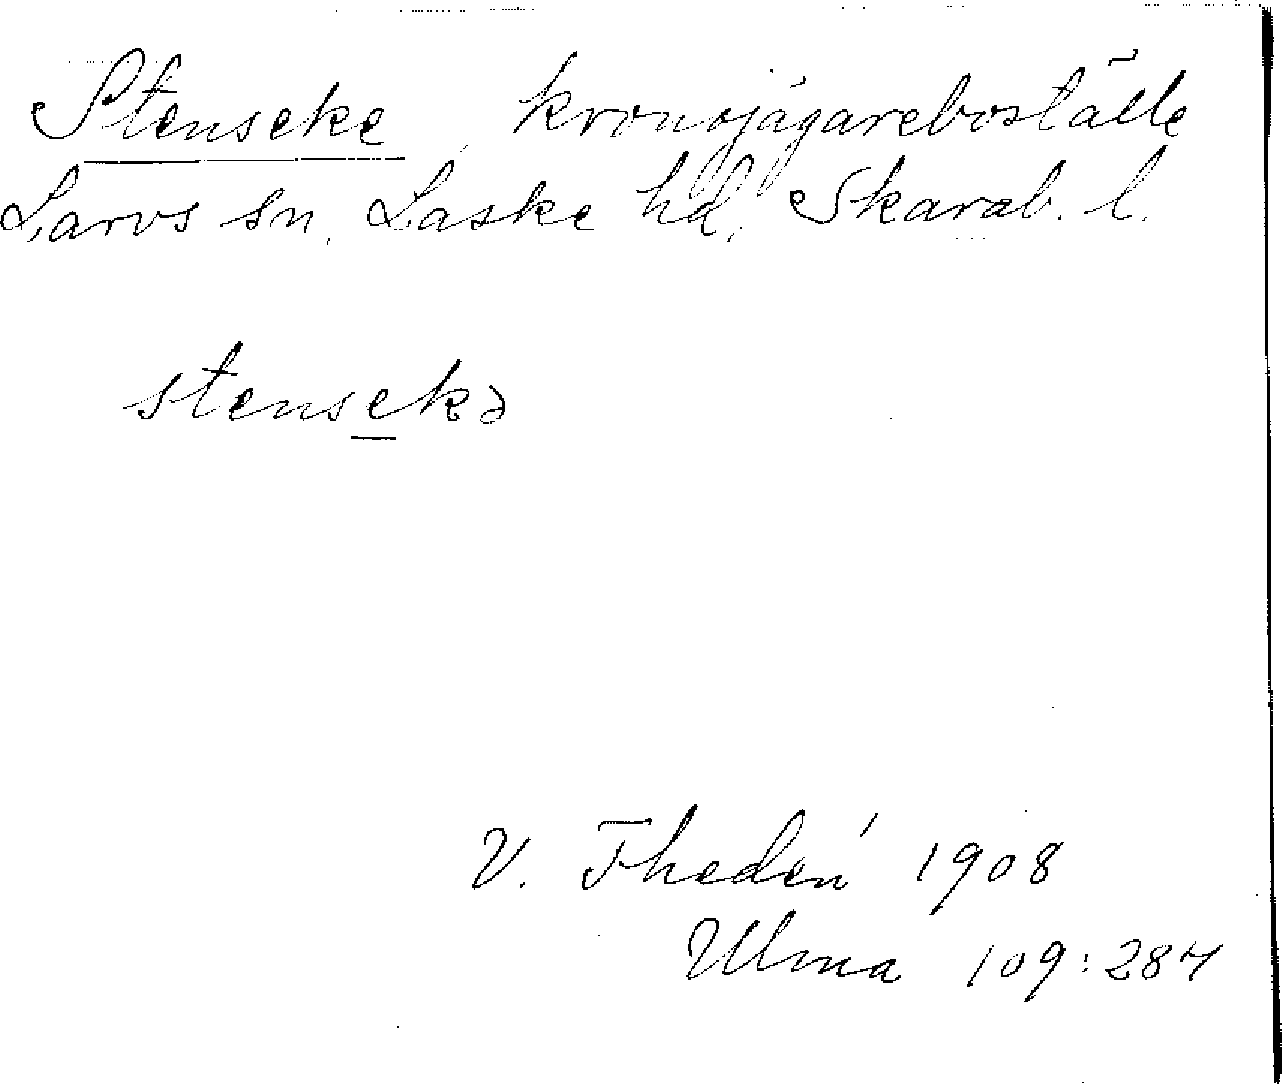 Stenseke kronojägareboställe
Larvs sn, Laske hd, Skarab. l.
stensekə
V. Thedén 1908
Ulma 109:284